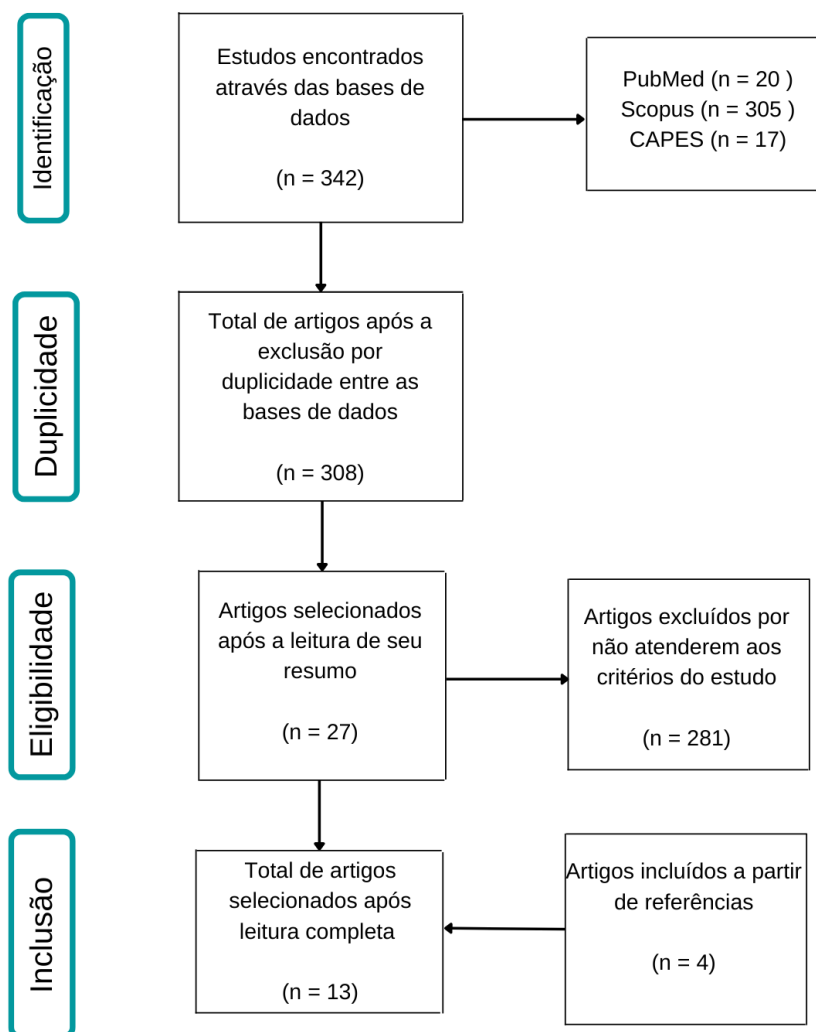 Identificação
Estudos encontrados
através das bases de
dados
(n = 342)
PubMed (n = 20 )
Scopus (n = 305 )
CAPES (n = 17)
Duplicidade
Total de artigos após a
exclusão por
duplicidade entre as
bases de dados
(n = 308)
Eligibilidade
Artigos selecionados
após a leitura de seu
resumo
(n = 27)
Artigos excluídos por
não atenderem aos
critérios do estudo
(n = 281)
Inclusão
Total de artigos
selecionados após
leitura completa
(n = 13)
Artigos incluídos a partir
de referências
(n = 4)